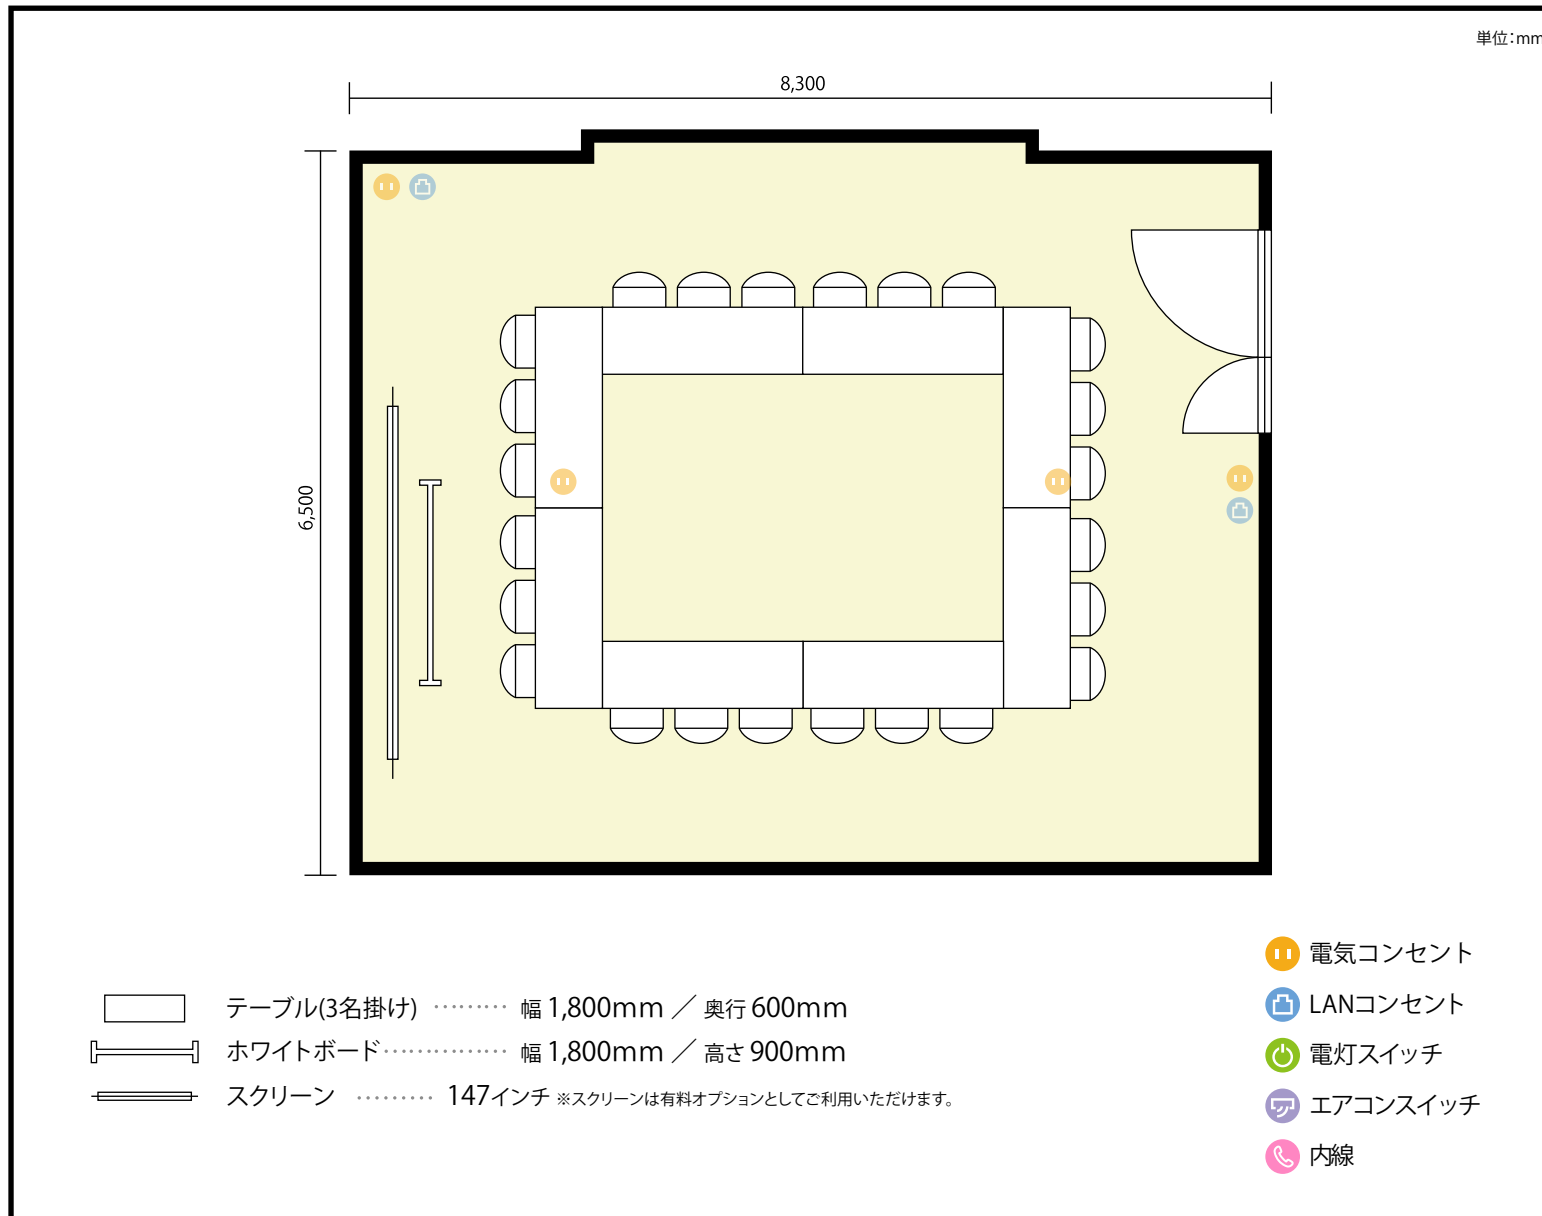 単位：mm
8,300
6,500
テーブル(3名掛け) ‥‥‥‥‥ 幅 1,800mm ／ 奥行 600mm
ホワイトボード‥‥‥‥‥‥‥ 幅 1,800mm ／ 高さ 900mm
スクリーン ‥‥‥‥‥ 147インチ ※スクリーンは有料オプションとしてご利用いただけます。
電気コンセント
LANコンセント
電灯スイッチ
エアコンスイッチ
内線